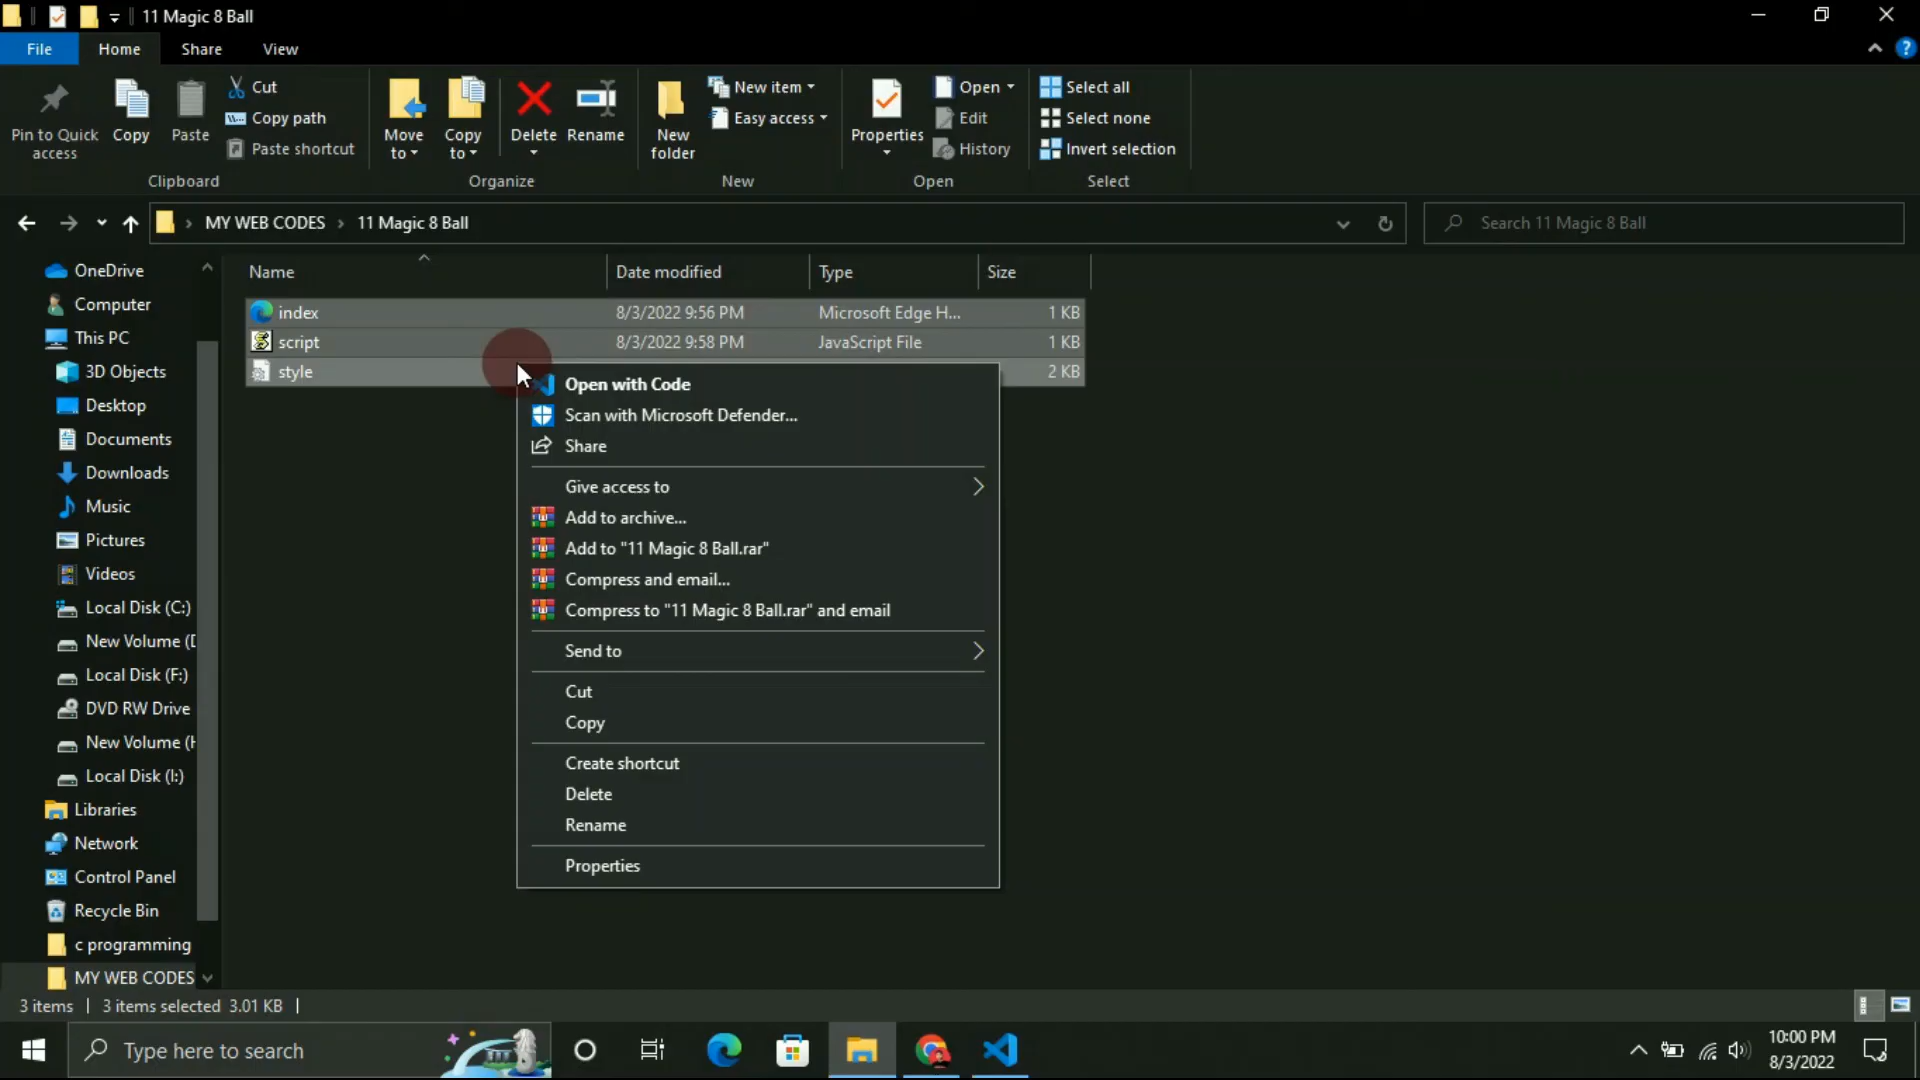 11 Magic 8 Ball
File
Home
Share
View
Pin to Quick
access
Copy
Paste
Cut
Copy path
Paste shortcut
Clipboard
Move
to
Copy
to
Delete
Rename
Organize
New
folder
New item
Easy access
New
Properties
Open
Edit
History
Open
Select all
Select none
Invert selection
Select
MY WEB CODES
11 Magic 8 Ball
Search 11 Magic 8 Ball
OneDrive
Computer
This PC
3D Objects
Desktop
Documents
Downloads
Music
Pictures
Videos
Local Disk (C:)
New Volume (D
Local Disk (F:)
DVD RW Drive
New Volume (H
Local Disk (I:)
Libraries
Network
Control Panel
Recycle Bin
c programming
MY WEB CODES
Name
Date modified
Type
Size
index 8/3/2022 9:56 PM Microsoft Edge H... 1 KB
script 8/3/2022 9:58 PM JavaScript File 1 KB
style 2 KB
Open with Code
Scan with Microsoft Defender...
Share
Give access to
Add to archive...
Add to "11 Magic 8 Ball.rar"
Compress and email...
Compress to "11 Magic 8 Ball.rar" and email
Send to
Cut
Copy
Create shortcut
Delete
Rename
Properties
3 items
3 items selected 3.01 KB
Type here to search
10:00 PM
8/3/2022